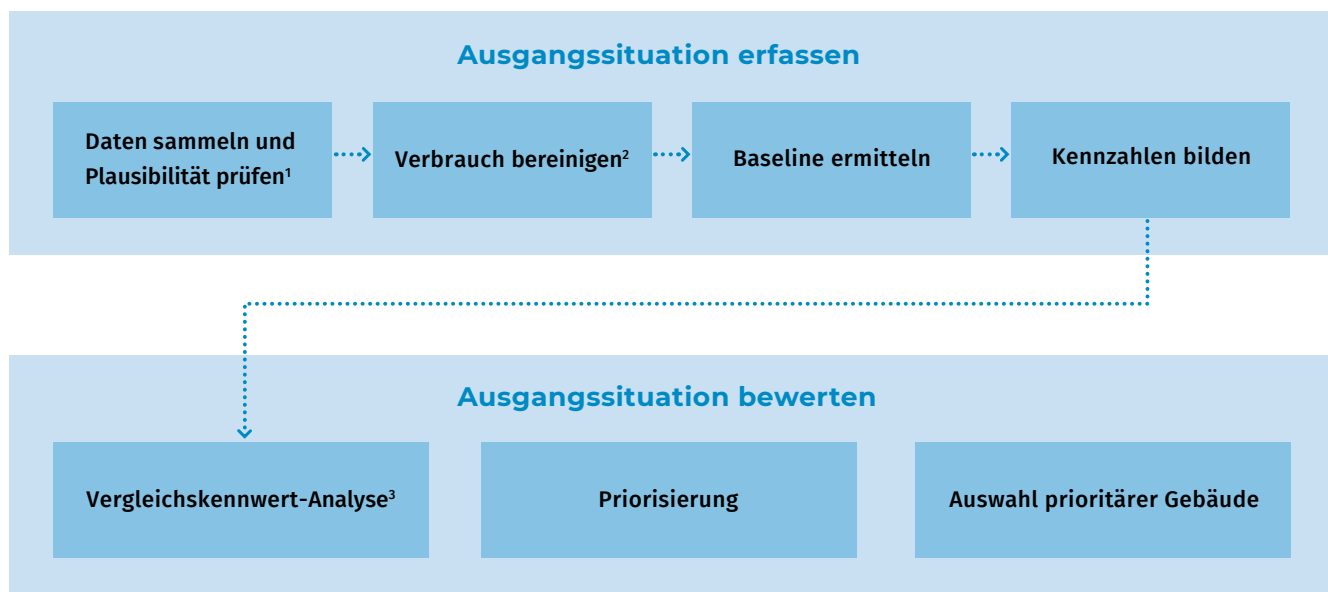 Ausgangssituation erfassen
Daten sammeln und
Plausibilität prüfen¹
Verbrauch bereinigen²
Baseline ermitteln
Kennzahlen bilden
Ausgangssituation bewerten
Vergleichskennwert-Analyse³
Priorisierung
Auswahl prioritärer Gebäude